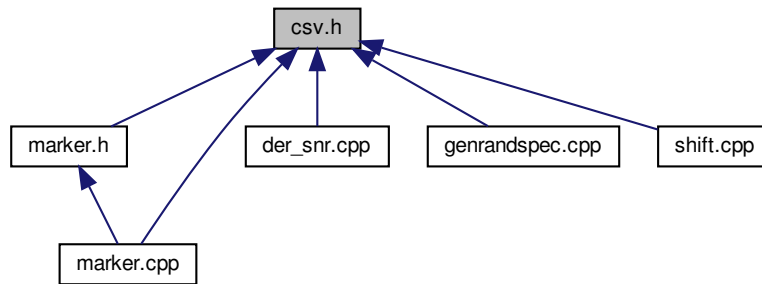 csv.h
marker.h
der_snr.cpp
genrandspec.cpp
shift.cpp
marker.cpp